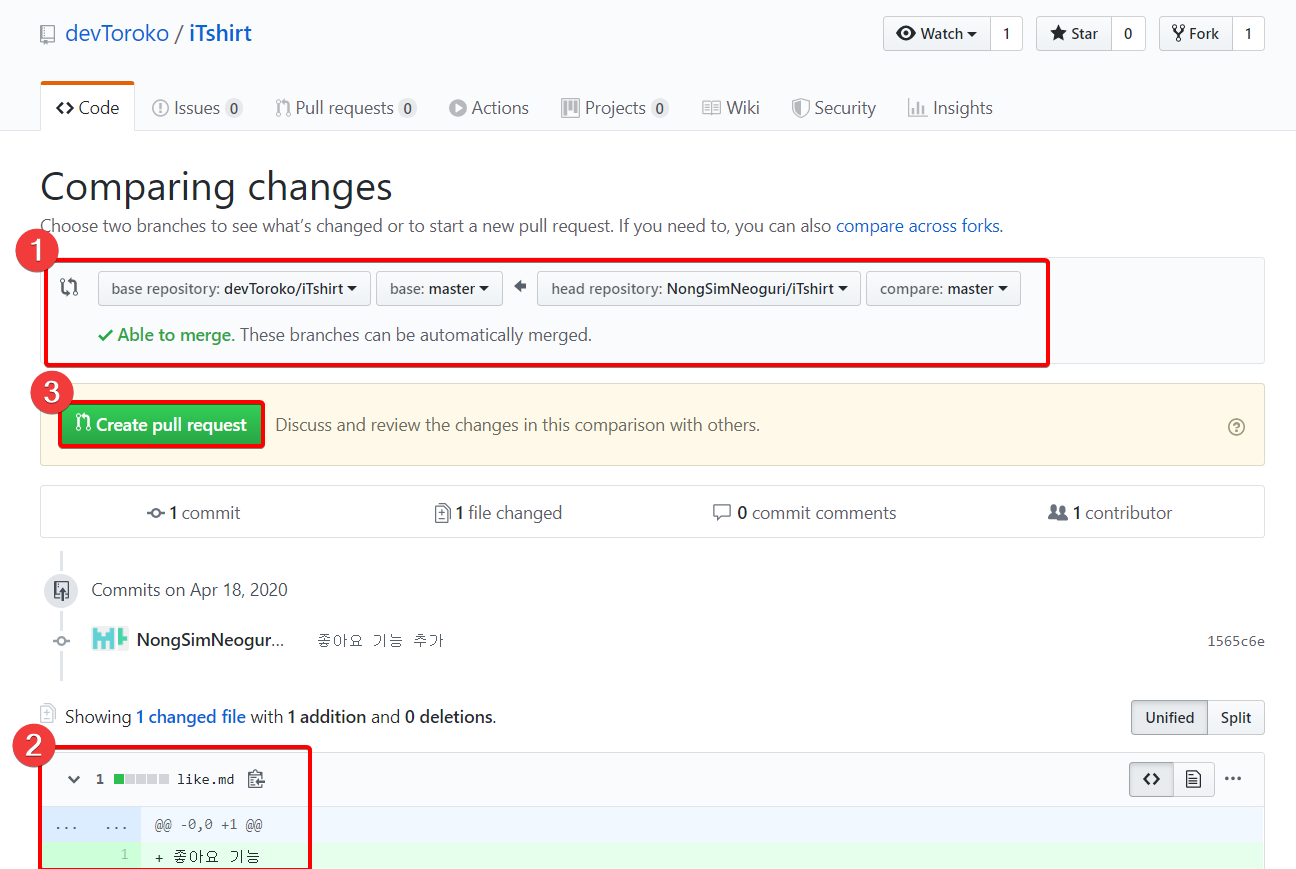 devToroko / iTshirt
Watch 1 Star 0 Fork 1
Code Issues 0 Pull requests 0 Actions Projects 0 Wiki Security Insights
Comparing changes
Choose two branches to see what's changed or to start a new pull request. If you need to, you can also compare across forks.
1
base repository: devToroko/iTshirt base: master head repository: NongSimNeoguri/iTshirt compare: master
Able to merge. These branches can be automatically merged.
3
Create pull request Discuss and review the changes in this comparison with others.
1 commit 1 file changed 0 commit comments 1 contributor
Commits on Apr 18, 2020
NongSimNeogur... 좋아요 기능 추가 1565c6e
Showing 1 changed file with 1 addition and 0 deletions. Unified Split
2
1 like.md ...
... ... @@ -0,0 +1 @@
1 + 좋아요 기능